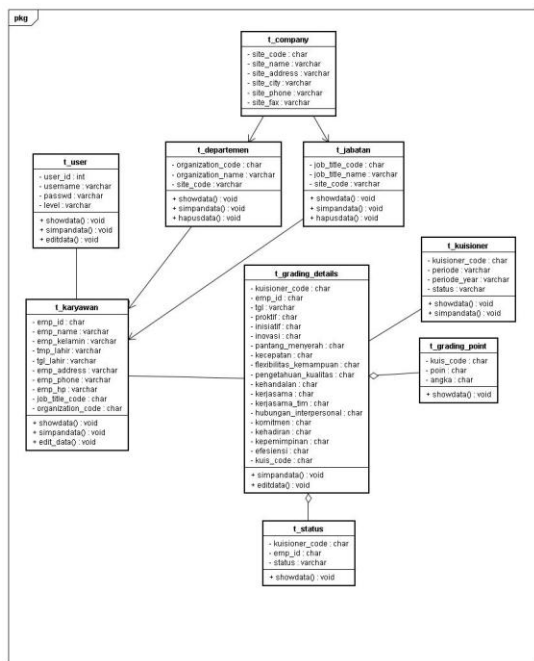 pkg
t_company
- site_code : char
- site_name : varchar
- site_address : varchar
- site_city : varchar
- site_phone : varchar
- site_fax : varchar
t_departemen
- organization_code : char
- organization_name : varchar
- site_code : varchar
+ showdata() : void
+ simpandata() : void
+ hapusdata() : void
t_jabatan
- job_title_code : char
- job_title_name : varchar
- site_code : varchar
+ showdata() : void
+ simpandata() : void
+ hapusdata() : void
t_user
- user_id : int
- username : varchar
- passwd : varchar
- level : varchar
+ showdata() : void
+ simpandata() : void
+ editdata() : void
t_kuisioner
- kuisioner_code : char
- periode : varchar
- periode_year : varchar
- status : varchar
+ showdata() : void
+ simpandata() : void
t_grading_details
- kuisioner_code : char
- emp_id : char
- tgl : varchar
- proktif : char
- inisiatif : char
- inovasi : char
- pantang_menyerah : char
- kecepatan : char
- flexibilitas_kemampuan : char
- pengetahuan_kualitas : char
- kehandalan : char
- kerjasama : char
- kerjasama_tim : char
- hubungan_interpersonal : char
- komitmen : char
- kehadiran : char
- kepemimpinan : char
- efesiensi : char
- kuis_code : char
+ simpandata() : void
+ editdata() : void
t_karyawan
- emp_id : char
- emp_name : varchar
- emp_kelamin : varchar
- tmp_lahir : varchar
- tgl_lahir : varchar
- emp_address : varchar
- emp_phone : varchar
- emp_hp : varchar
- job_title_code : char
- organization_code : char
+ showdata() : void
+ simpandata() : void
+ edit_data() : void
t_grading_point
- kuis_code : char
- poin : char
- angka : char
+ showdata() : void
t_status
- kuisioner_code : char
- emp_id : char
- status : varchar
+ showdata() : void